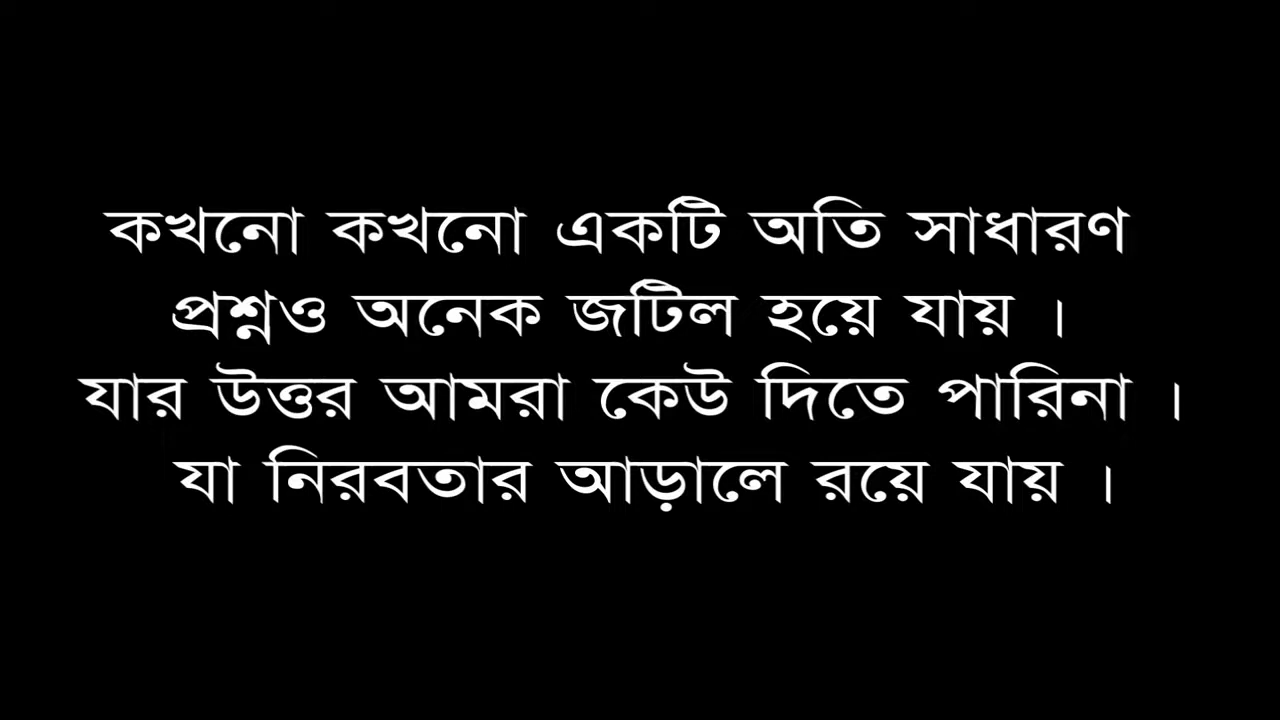 কখনো কখনো একটি অতি সাধারণ
প্রশ্নও অনেক জটিল হয়ে যায় ।
যার উত্তর আমরা কেউ দিতে পারিনা ।
যা নিরবতার আড়ালে রয়ে যায় ।